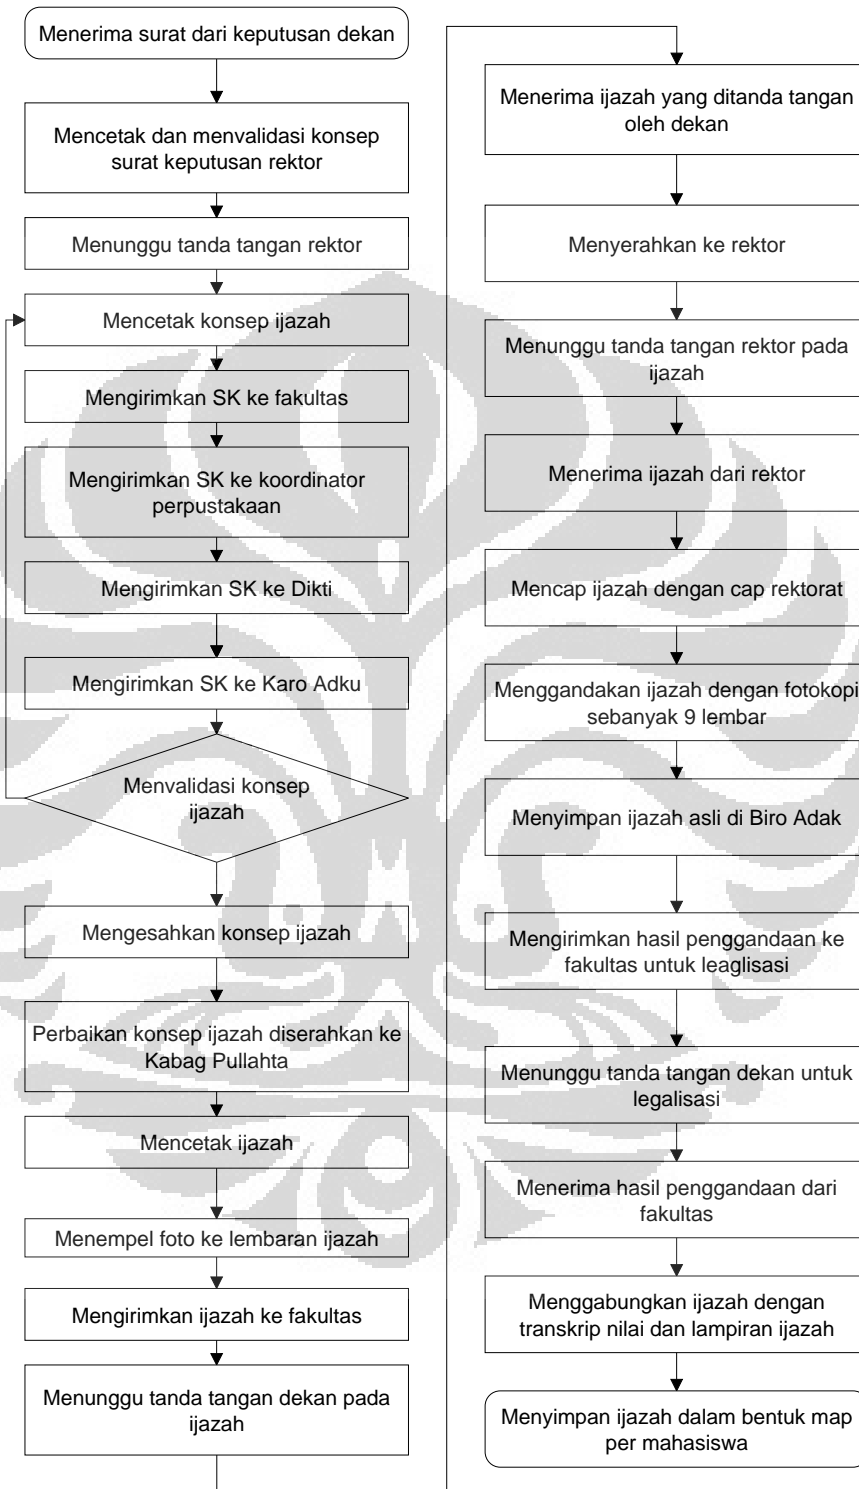 Menerima surat dari keputusan dekan
Mencetak dan menvalidasi konsep
surat keputusan rektor
Menunggu tanda tangan rektor
Mencetak konsep ijazah
Mengirimkan SK ke fakultas
Mengirimkan SK ke koordinator
perpustakaan
Mengirimkan SK ke Dikti
Mengirimkan SK ke Karo Adku
Menvalidasi konsep
ijazah
Mengesahkan konsep ijazah
Perbaikan konsep ijazah diserahkan ke
Kabag Pullahta
Mencetak ijazah
Menempel foto ke lembaran ijazah
Mengirimkan ijazah ke fakultas
Menunggu tanda tangan dekan pada
ijazah
Menerima ijazah yang ditanda tangan
oleh dekan
Menyerahkan ke rektor
Menunggu tanda tangan rektor pada
ijazah
Menerima ijazah dari rektor
Mencap ijazah dengan cap rektorat
Menggandakan ijazah dengan fotokopi
sebanyak 9 lembar
Menyimpan ijazah asli di Biro Adak
Mengirimkan hasil penggandaan ke
fakultas untuk leaglisasi
Menunggu tanda tangan dekan untuk
legalisasi
Menerima hasil penggandaan dari
fakultas
Menggabungkan ijazah dengan
transkrip nilai dan lampiran ijazah
Menyimpan ijazah dalam bentuk map
per mahasiswa